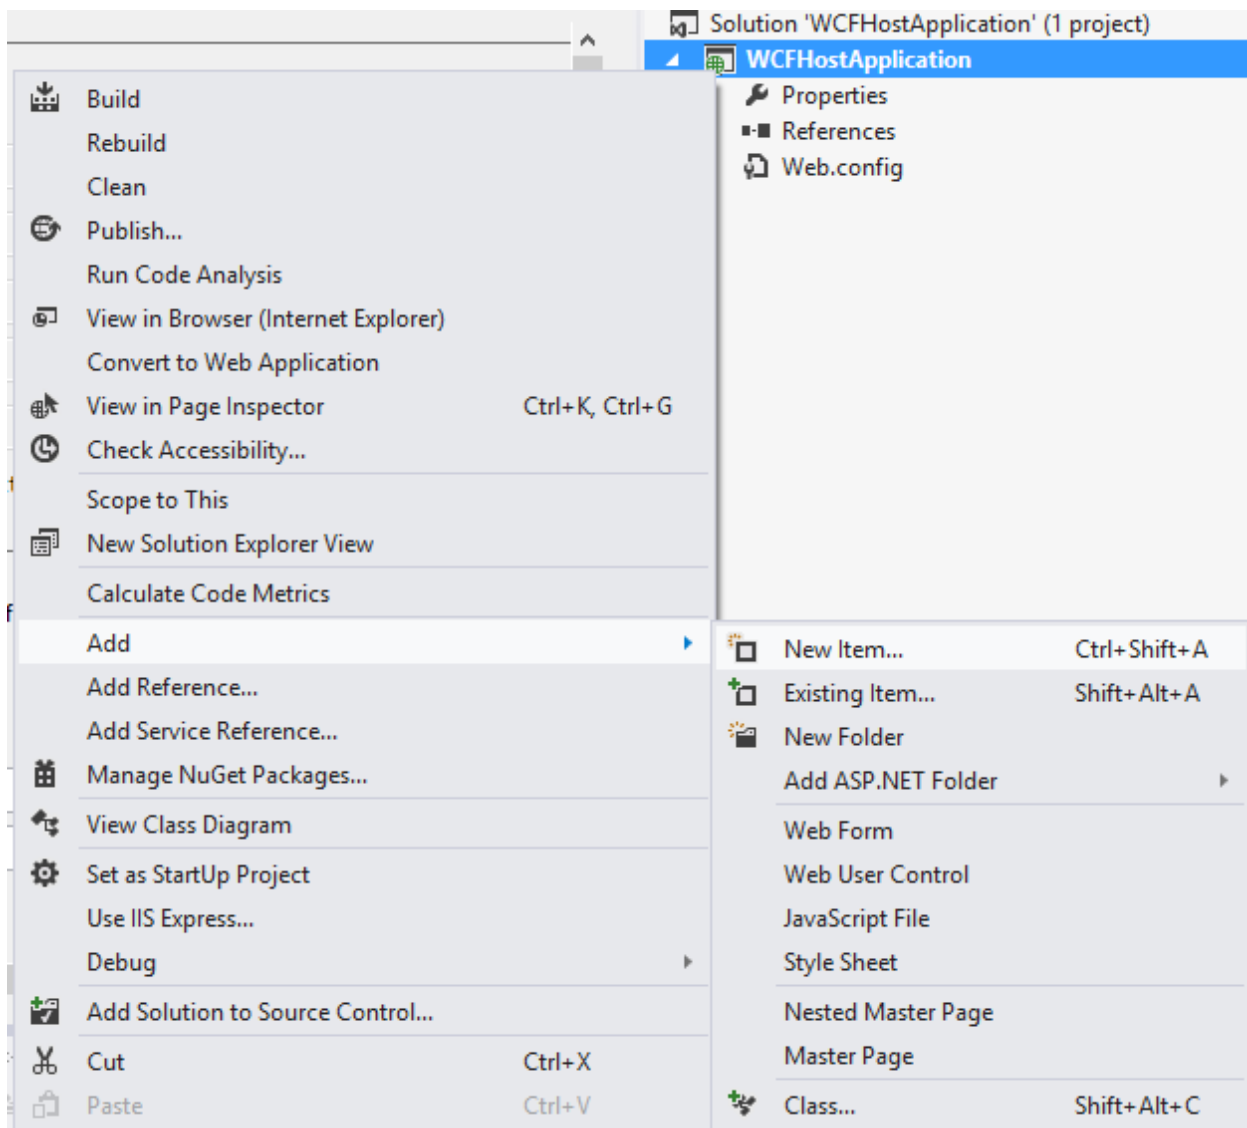 Solution 'WCFHostApplication' (1 project)
WCFHostApplication
Properties
References
Web.config
Build
Rebuild
Clean
Publish...
Run Code Analysis
View in Browser (Internet Explorer)
Convert to Web Application
View in Page Inspector Ctrl+K, Ctrl+G
Check Accessibility...
Scope to This
New Solution Explorer View
Calculate Code Metrics
Add
Add Reference...
Add Service Reference...
Manage NuGet Packages...
View Class Diagram
Set as StartUp Project
Use IIS Express...
Debug
Add Solution to Source Control...
Cut Ctrl+X
Paste Ctrl+V
New Item... Ctrl+Shift+A
Existing Item... Shift+Alt+A
New Folder
Add ASP.NET Folder
Web Form
Web User Control
JavaScript File
Style Sheet
Nested Master Page
Master Page
Class... Shift+Alt+C